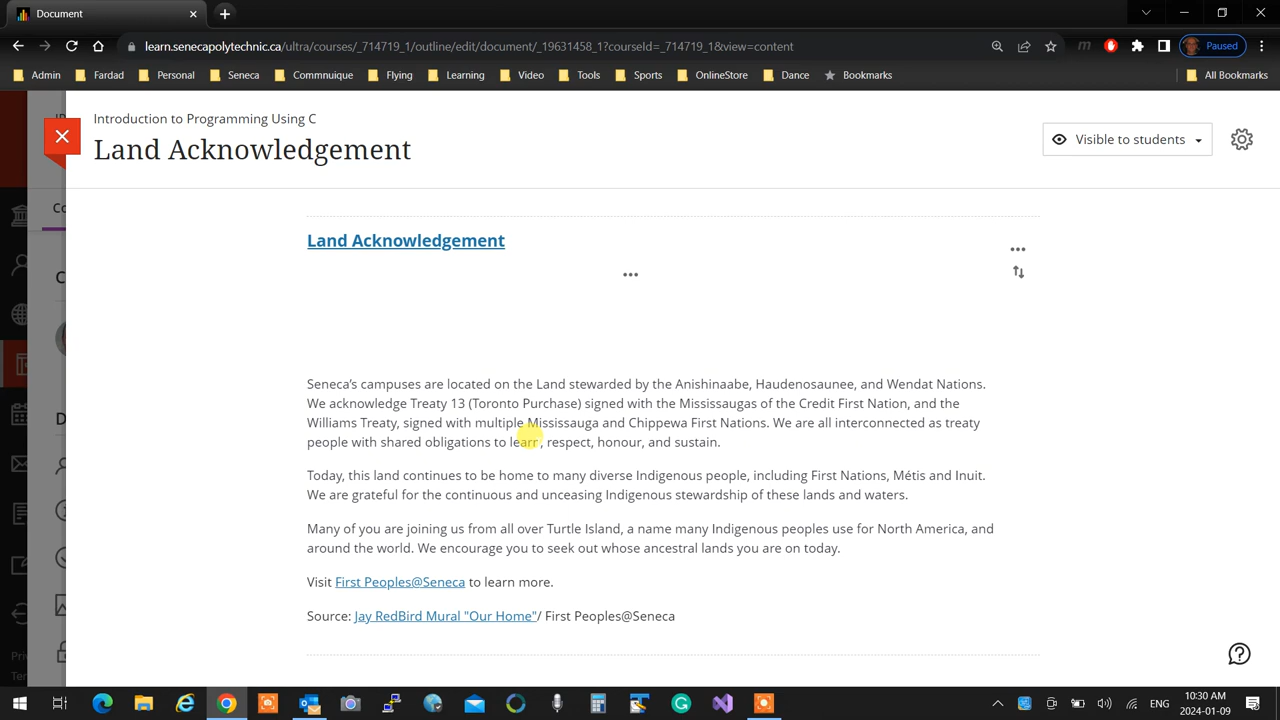 Document
learn.senecapolytechnic.ca/ultra/courses/_714719_1/outline/edit/document/_19631458_1?courseId=_714719_1&view=content
Paused
Admin Fardad Personal Seneca Communique Flying Learning Video Tools Sports OnlineStore Dance Bookmarks All Bookmarks
Introduction to Programming Using C
Land Acknowledgement
Visible to students
Land Acknowledgement
Seneca's campuses are located on the Land stewarded by the Anishinaabe, Haudenosaunee, and Wendat Nations.
We acknowledge Treaty 13 (Toronto Purchase) signed with the Mississaugas of the Credit First Nation, and the
Williams Treaty, signed with multiple Mississauga and Chippewa First Nations. We are all interconnected as treaty
people with shared obligations to learn, respect, honour, and sustain.
Today, this land continues to be home to many diverse Indigenous people, including First Nations, Métis and Inuit.
We are grateful for the continuous and unceasing Indigenous stewardship of these lands and waters.
Many of you are joining us from all over Turtle Island, a name many Indigenous peoples use for North America, and
around the world. We encourage you to seek out whose ancestral lands you are on today.
Visit First Peoples@Seneca to learn more.
Source: Jay RedBird Mural "Our Home"/ First Peoples@Seneca
ENG
10:30 AM
2024-01-09